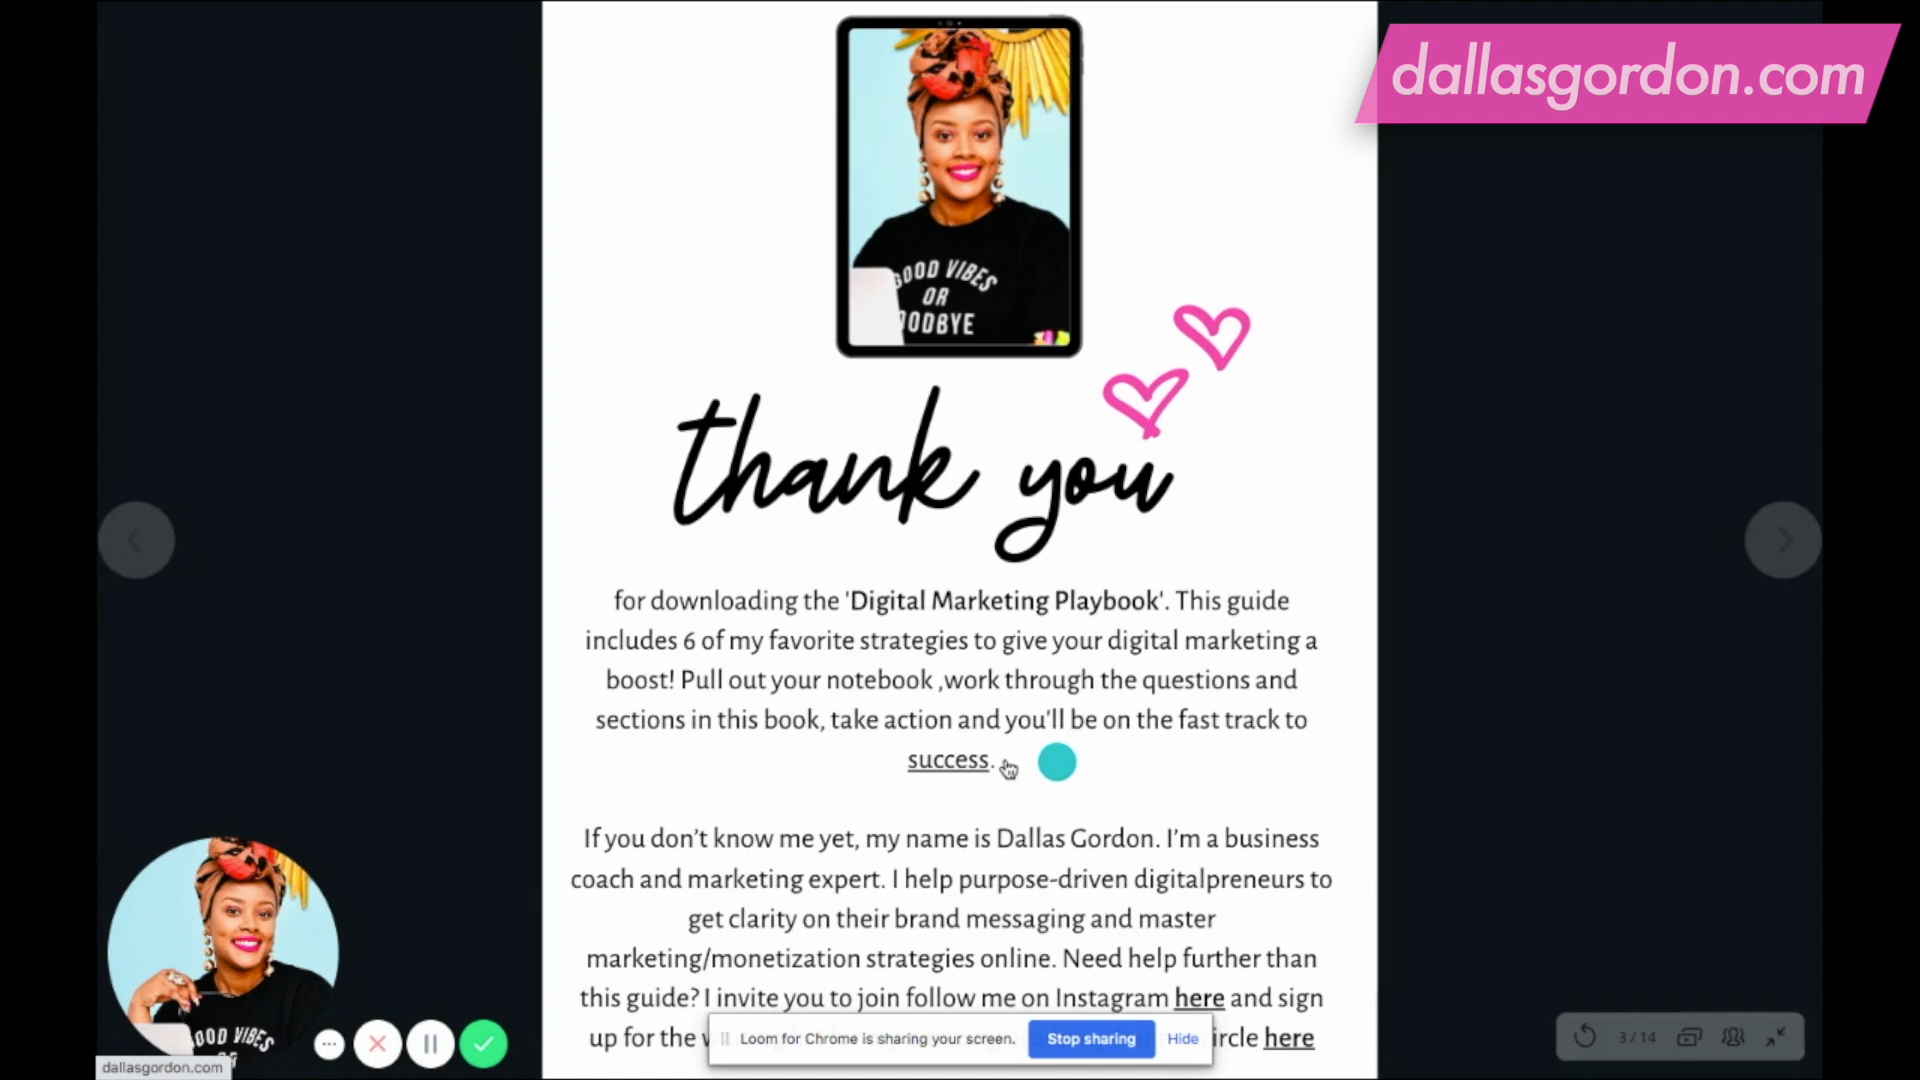 dallasgordon.com
GOOD VIBES
OR
thank you
for downloading the 'Digital Marketing Playbook'. This guide
includes 6 of my favorite strategies to give your digital marketing a
boost! Pull out your notebook ,work through the questions and
sections in this book, take action and you'll be on the fast track to
success.
If you don't know me yet, my name is Dallas Gordon. I'm a business
coach and marketing expert. I help purpose-driven digitalpreneurs to
get clarity on their brand messaging and master
marketing/monetization strategies online. Need help further than
this guide? I invite you to join follow me on Instagram here and sign
up for the
here
Loom for Chrome is sharing your screen. Stop sharing Hide
3 / 14
VIBES
dallasgordon.com